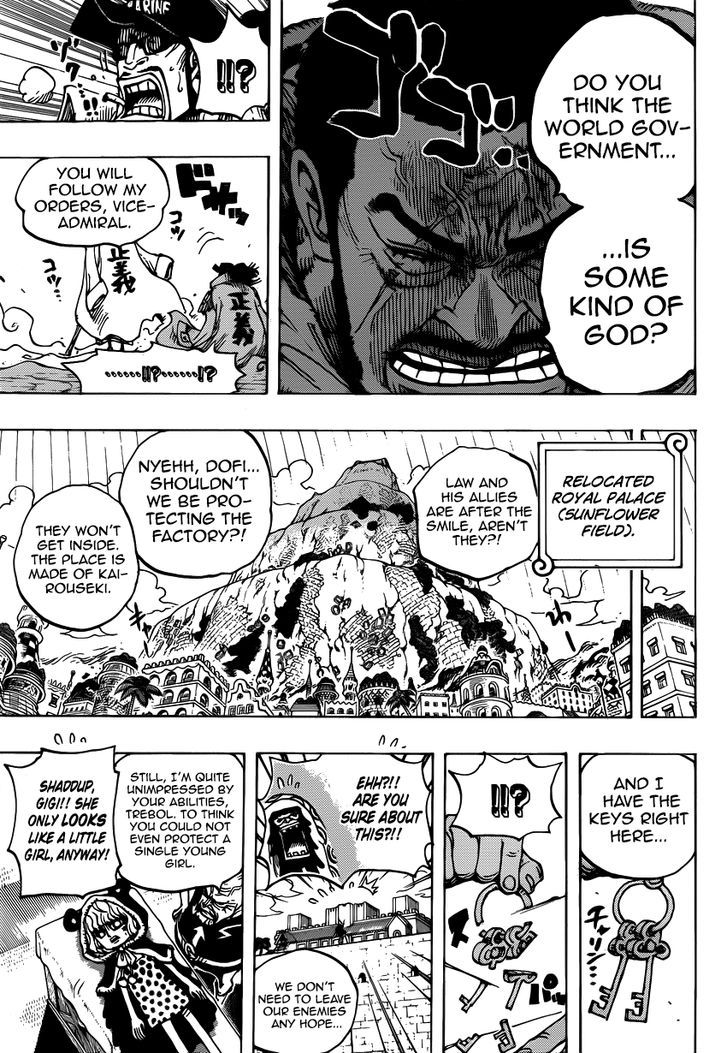 DO YOU
THINK THE
WORLD GOV-
ERNMENT...
...IS
SOME
KIND OF
GOD?
ゴゴ
MARINE
!!?
YOU WILL
FOLLOW MY
ORDERS, VICE-
ADMIRAL.
正義
正義
........!!?.......!?
RELOCATED
ROYAL PALACE
(SUNFLOWER
FIELD).
LAW AND
HIS ALLIES
ARE AFTER THE
SMILE, AREN'T
THEY?!
NYEHH, DOFI...
SHOULDN'T
WE BE PRO-
TECTING THE
FACTORY?!
THEY WON'T
GET INSIDE.
THE PLACE IS
MADE OF KAI-
ROUSEKI.
AND I
HAVE THE
KEYS RIGHT
HERE...
!!?
EHH?!!
ARE YOU
SURE ABOUT
THIS?!!
WE DON'T
NEED TO LEAVE
OUR ENEMIES
ANY HOPE...
STILL, I'M QUITE
UNIMPRESSED BY
YOUR ABILITIES,
TREBOL. TO THINK
YOU COULD NOT
EVEN PROTECT A
SINGLE YOUNG
GIRL.
SHADDUP,
GIGI!! SHE
ONLY LOOKS
LIKE A LITTLE
GIRL, ANYWAY!